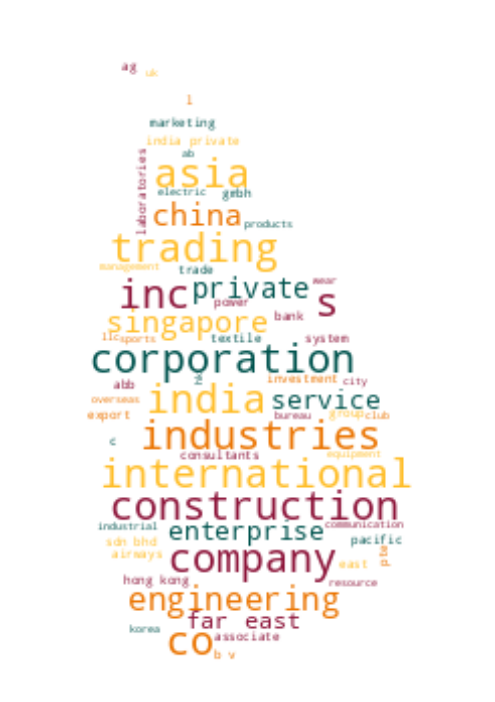 ag uk
l
marketing
india private
ab
laboratories
asia
electric gmbh
china products
trading
management trade
inc private wear
power s
singapore bank
llc sports textile system
corporation
abb investment city
overseas india service
export bureau group club
c industries
consultants equipment
international
construction
industrial enterprise communication
sdn bhd pacific
airways company east pte
hong kong resource
engineering
far east
korea co associate
b v